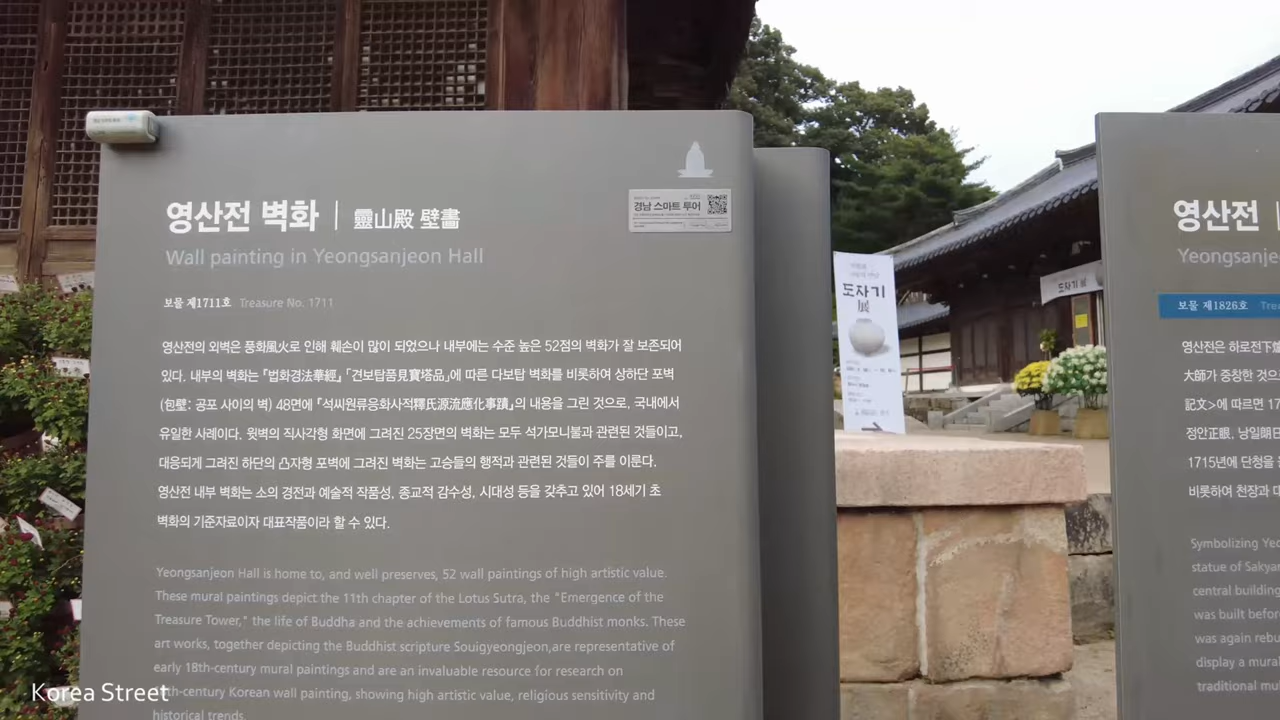 영산전 벽화 | 靈山殿 壁畵
Wall painting in Yeongsanjeon Hall
보물 제1711호 Treasure No. 1711
경남 스마트 투어
영산전의 외벽은 풍화風火로 인해 훼손이 많이 되었으나 내부에는 수준 높은 52점의 벽화가 잘 보존되어
있다. 내부의 벽화는 『법화경法華經』 「견보탑품見寶塔品」에 따른 다보탑 벽화를 비롯하여 상하단 포벽
(包壁: 공포 사이의 벽) 48면에 『석씨원류응화사적釋氏源流應化事蹟』의 내용을 그린 것으로, 국내에서
유일한 사례이다. 윗벽의 직사각형 화면에 그려진 25장면의 벽화는 모두 석가모니불과 관련된 것들이고,
대응되게 그려진 하단의 凸자형 포벽에 그려진 벽화는 고승들의 행적과 관련된 것들이 주를 이룬다.
영산전 내부 벽화는 소의 경전과 예술적 작품성, 종교적 감수성, 시대성 등을 갖추고 있어 18세기 초
벽화의 기준자료이자 대표작품이라 할 수 있다.
Yeongsanjeon Hall is home to, and well preserves, 52 wall paintings of high artistic value.
These mural paintings depict the 11th chapter of the Lotus Sutra, the "Emergence of the
Treasure Tower," the life of Buddha and the achievements of famous Buddhist monks. These
art works, together depicting the Buddhist scripture Souigyeongjeon,are representative of
early 18th-century mural paintings and are an invaluable resource for research on
th-century Korean wall painting, showing high artistic value, religious sensitivity and
historical trends.
도자기
展
도자기 展
영산전
Yeongsanje
보물 제1826호 Trea
영산전은 하로전下爐
大師가 중창한 것으
記文>에 따르면 17
정안正眼, 낭일朗日
1715년에 단청을
비롯하여 천장과 대
Symbolizing Yeo
statue of Sakya
central building
was built befor
was again rebu
display a mura
traditional mu
Korea Street